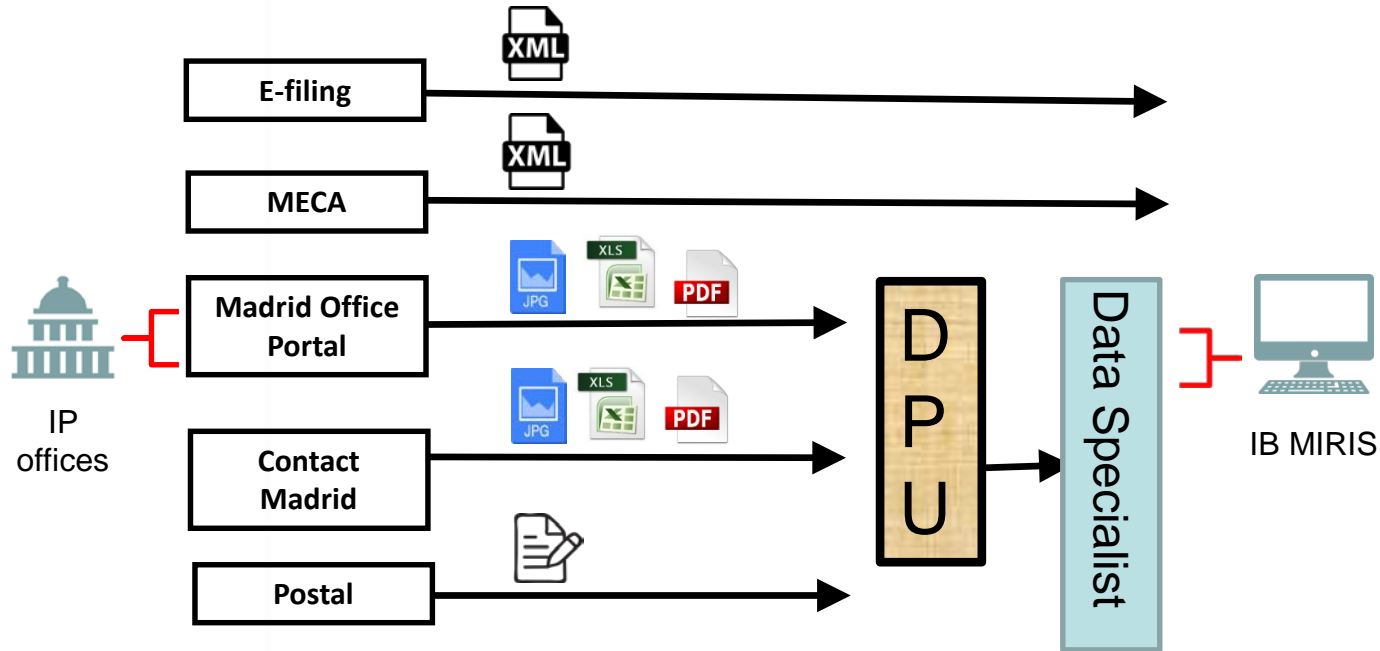 XML
E-filing
XML
MECA
JPG
XLS
PDF
Madrid Office
Portal
IP
offices
JPG
XLS
PDF
Contact
Madrid
Postal
D
P
U
Data Specialist
IB MIRIS